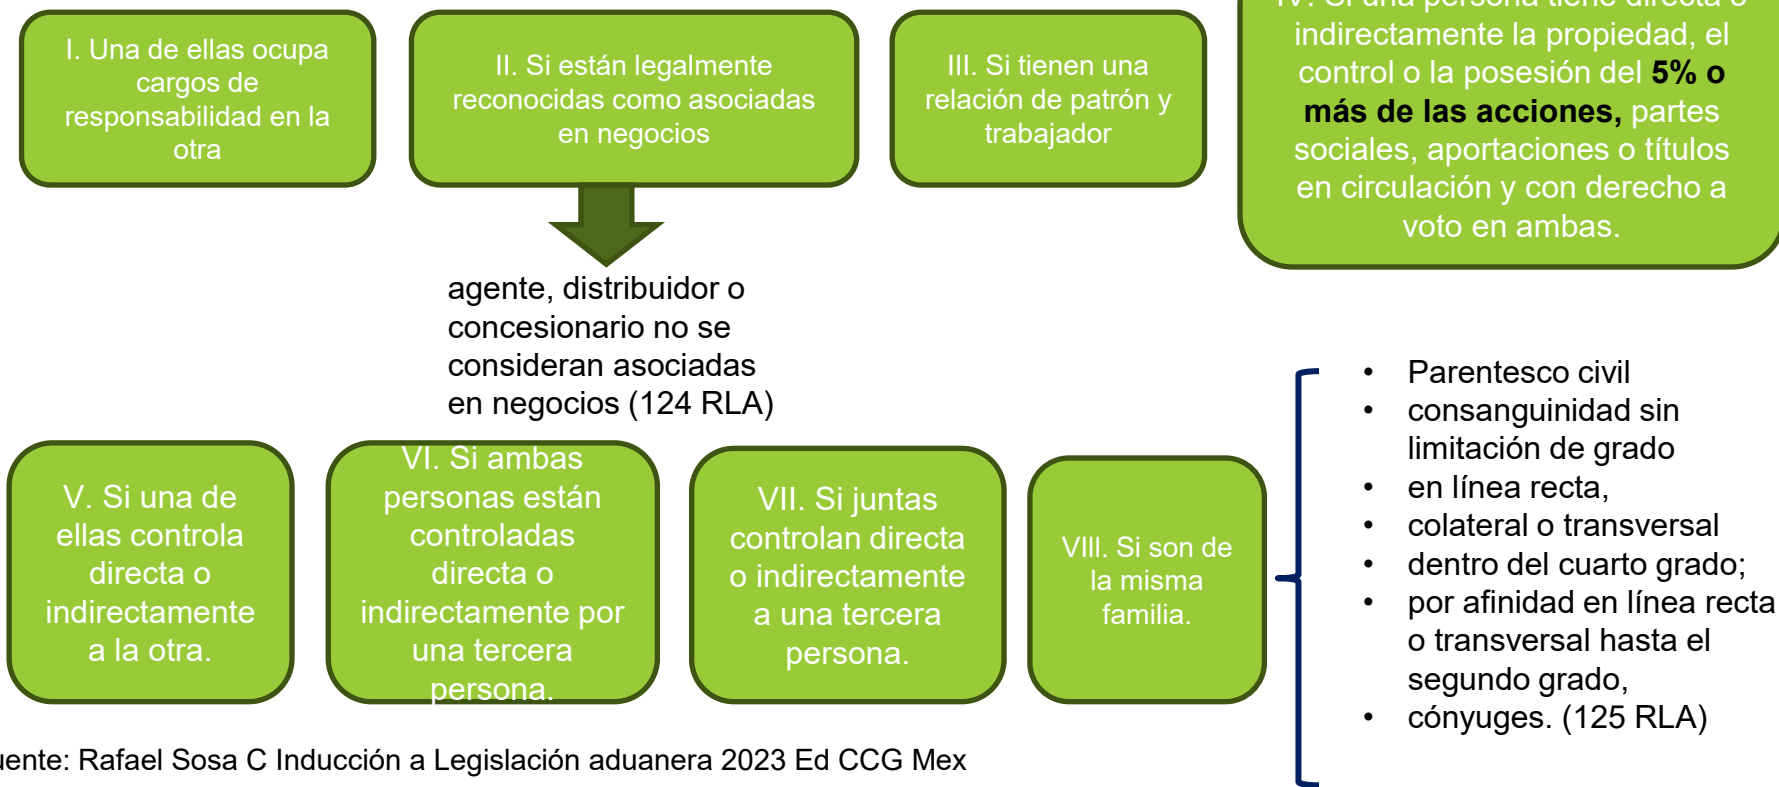 I. Una de ellas ocupa
cargos de
responsabilidad en la
otra
II. Si están legalmente
reconocidas como asociadas
en negocios
III. Si tienen una
relación de patrón y
trabajador
IV. Si una persona tiene directa o
indirectamente la propiedad, el
control o la posesión del 5% o
más de las acciones, partes
sociales, aportaciones o títulos
en circulación y con derecho a
voto en ambas.
agente, distribuidor o
concesionario no se
consideran asociadas
en negocios (124 RLA)
V. Si una de
ellas controla
directa o
indirectamente
a la otra.
VI. Si ambas
personas están
controladas
directa o
indirectamente por
una tercera
persona.
VII. Si juntas
controlan directa
o indirectamente
a una tercera
persona.
VIII. Si son de
la misma
familia.
• Parentesco civil
• consanguinidad sin
limitación de grado
• en línea recta,
• colateral o transversal
• dentro del cuarto grado;
• por afinidad en línea recta
o transversal hasta el
segundo grado,
• cónyuges. (125 RLA)
uente: Rafael Sosa C Inducción a Legislación aduanera 2023 Ed CCG Mex